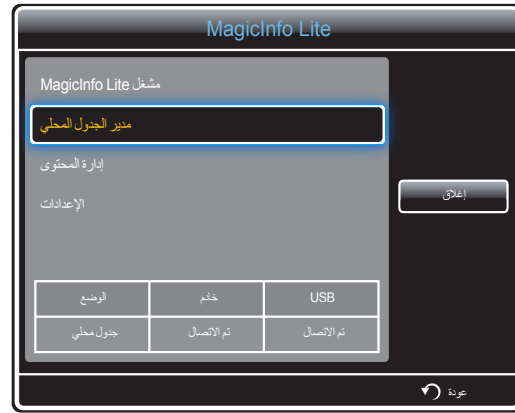 MagicInfo Lite
مشغل MagicInfo Lite
مدير الجدول المحلي
إدارة المحتوى
الإعدادات
إغلاق
الوضع خادم USB
جدول محلي تم الاتصال تم الاتصال
عودة